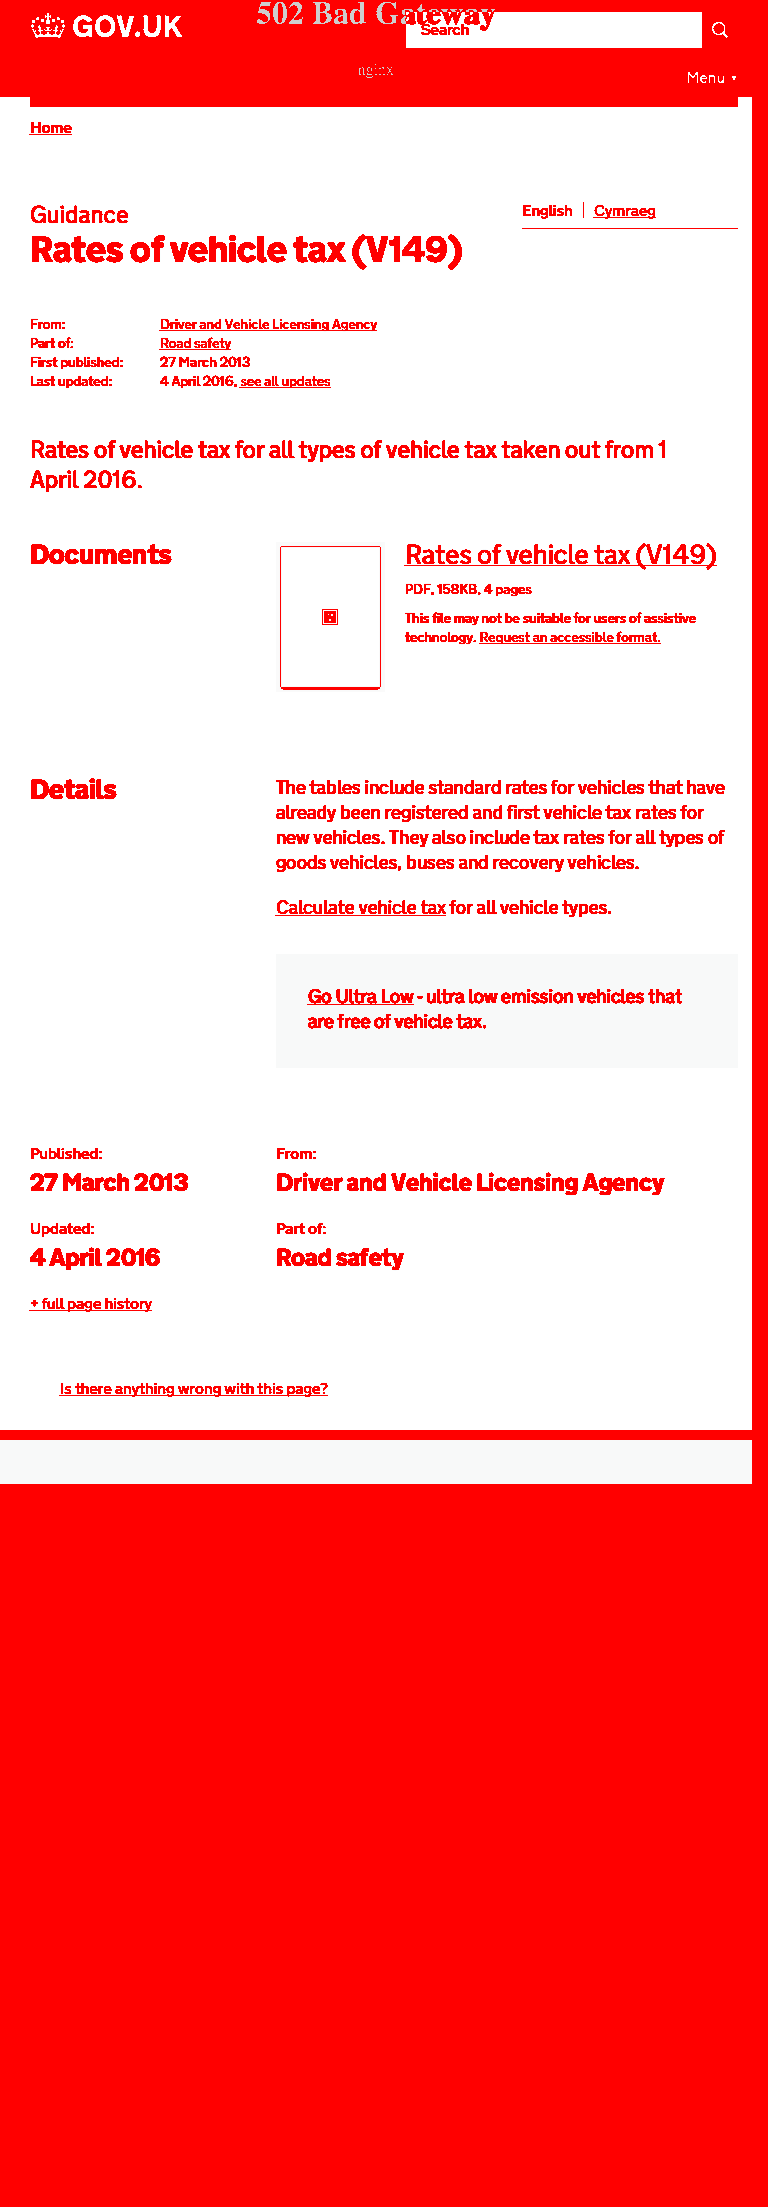 GOV.UK
502 Bad Gateway
Search
nginx
Menu ▾
Home
Guidance
English | Cymraeg
Rates of vehicle tax (V149)
From: Driver and Vehicle Licensing Agency
Part of: Road safety
First published: 27 March 2013
Last updated: 4 April 2016, see all updates
Rates of vehicle tax for all types of vehicle tax taken out from 1
April 2016.
Documents
Rates of vehicle tax (V149)
PDF, 158KB, 4 pages
This file may not be suitable for users of assistive
technology. Request an accessible format.
Details
The tables include standard rates for vehicles that have
already been registered and first vehicle tax rates for
new vehicles. They also include tax rates for all types of
goods vehicles, buses and recovery vehicles.
Calculate vehicle tax for all vehicle types.
Go Ultra Low - ultra low emission vehicles that
are free of vehicle tax.
Published:
27 March 2013
From:
Driver and Vehicle Licensing Agency
Updated:
4 April 2016
Part of:
Road safety
+ full page history
Is there anything wrong with this page?